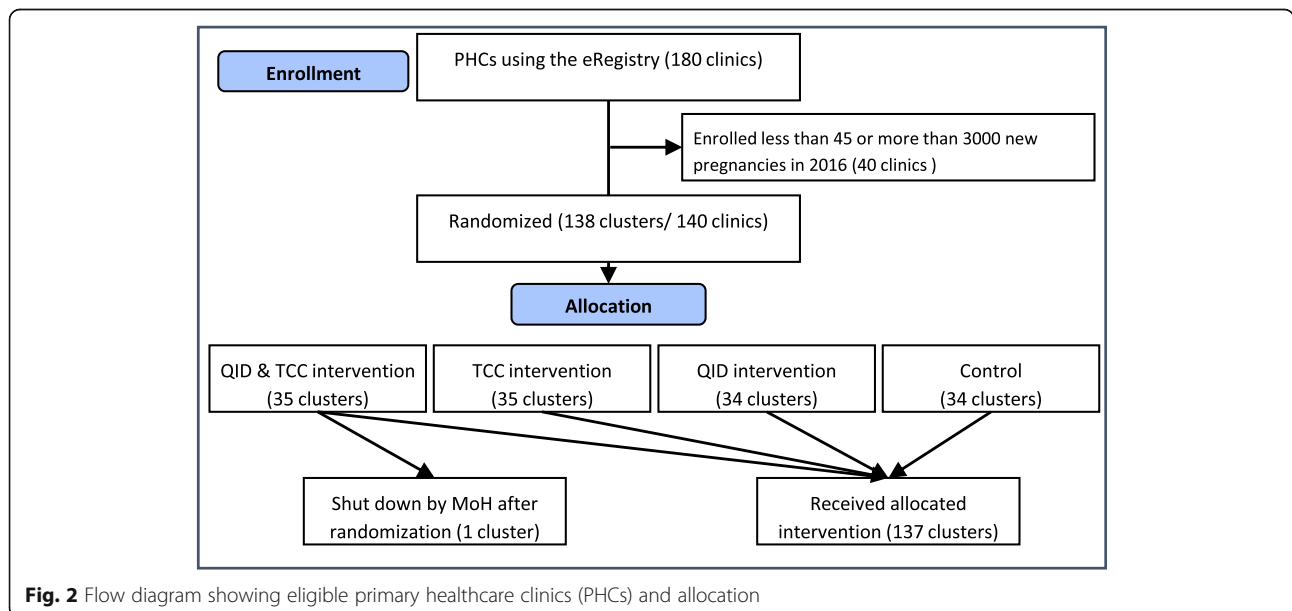 Enrollment
PHCs using the eRegistry (180 clinics)
Enrolled less than 45 or more than 3000 new
pregnancies in 2016 (40 clinics )
Randomized (138 clusters/ 140 clinics)
Allocation
QID & TCC intervention
(35 clusters)
TCC intervention
(35 clusters)
QID intervention
(34 clusters)
Control
(34 clusters)
Shut down by MoH after
randomization (1 cluster)
Received allocated
intervention (137 clusters)
Fig. 2 Flow diagram showing eligible primary healthcare clinics (PHCs) and allocation